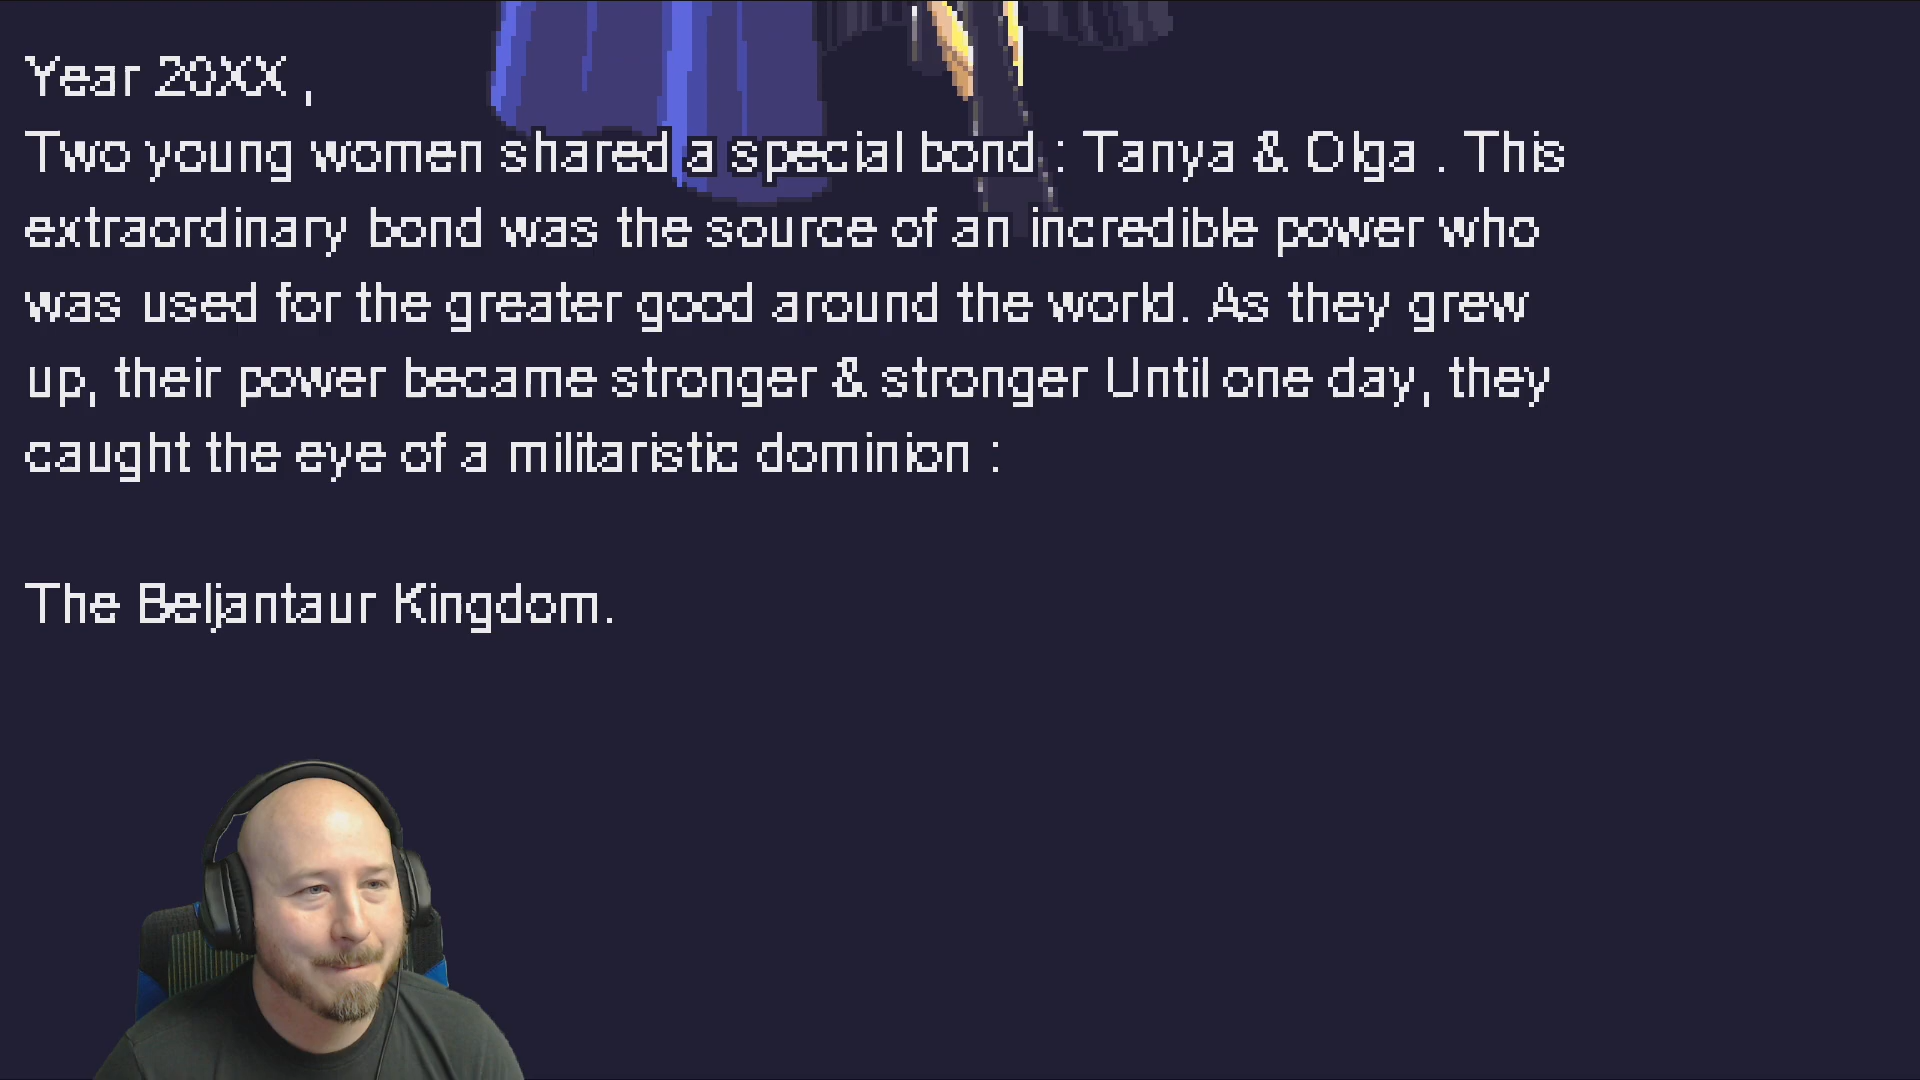 Year 20XX ,
Two young women shared a special bond : Tanya & Olga . This
extraordinary bond was the source of an incredible power who
was used for the greater good around the world. As they grew
up, their power became stronger & stronger Until one day, they
caught the eye of a militaristic dominion :
The Beljantaur Kingdom.